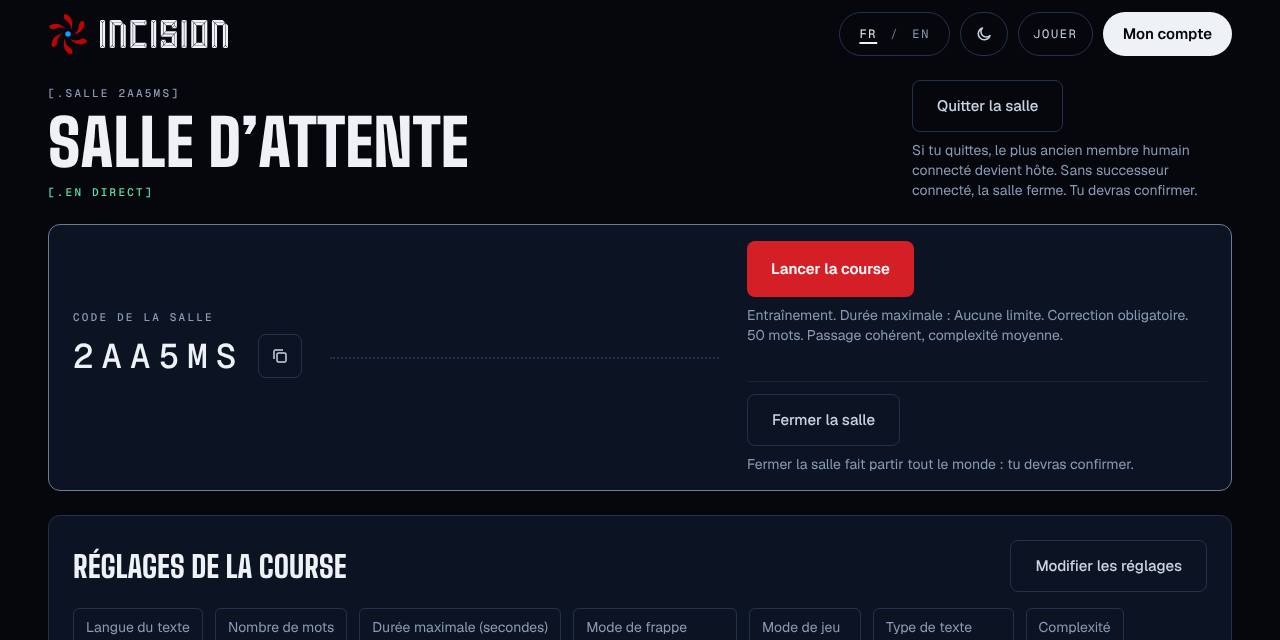 INCISION
FR / EN
JOUER
Mon compte
[.SALLE 2AA5MS]
SALLE D’ATTENTE
[.EN DIRECT]
Quitter la salle
Si tu quittes, le plus ancien membre humain
connecté devient hôte. Sans successeur
connecté, la salle ferme. Tu devras confirmer.
CODE DE LA SALLE
2AA5MS
Lancer la course
Entraînement. Durée maximale : Aucune limite. Correction obligatoire.
50 mots. Passage cohérent, complexité moyenne.
Fermer la salle
Fermer la salle fait partir tout le monde : tu devras confirmer.
RÉGLAGES DE LA COURSE
Modifier les réglages
Langue du texte
Nombre de mots
Durée maximale (secondes)
Mode de frappe
Mode de jeu
Type de texte
Complexité